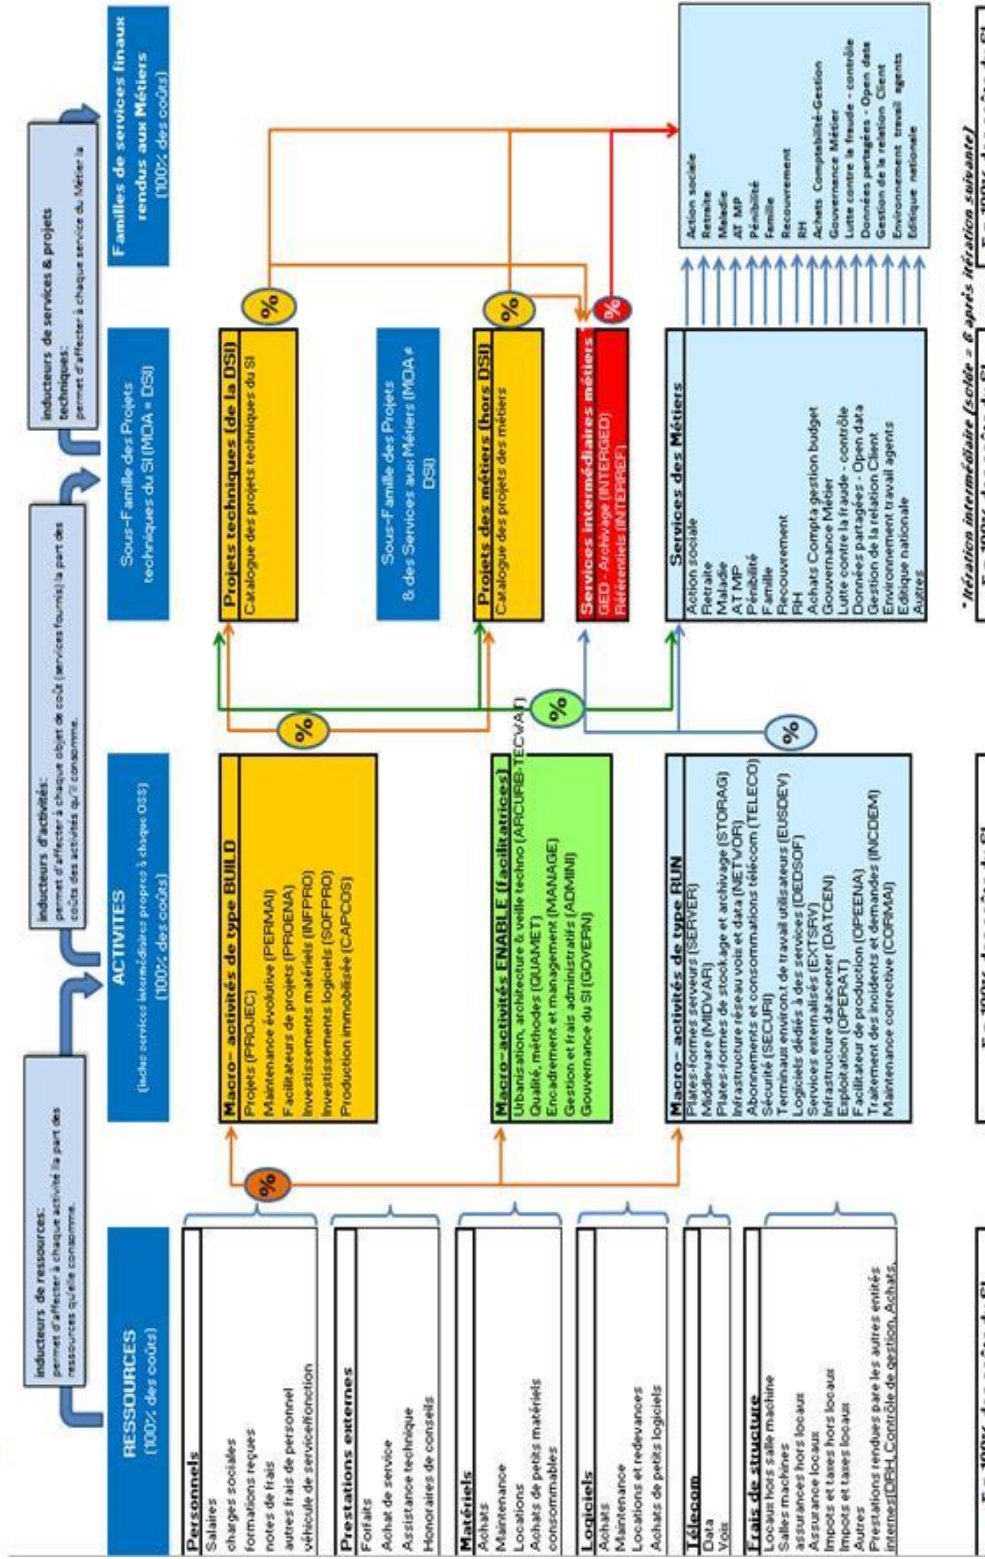 inducteurs de ressources:
permet d'affecter à chaque activité lla part des
ressources qu'elle consomme.
inducteurs d'activités:
permet d'affecter à chaque objet de coût (services fournis) la part des
coûts des activités qu'il consomme.
inducteurs de services & projets
techniques:
permet d'affecter à chaque service du Métier la
RESSOURCES
(100% des coûts)
ACTIVITES
(inclus services intermédiaires propres à chaque OSS)
(100% des coûts)
Sous-Famille des Projets
techniques du SI (MOA = DSI)
Familles de services finaux
rendus aux Métiers
(100% des coûts)
Personnels
Salaires
charges sociales
formations reçues
notes de frais
autres frais de personnel
véhicule de service/fonction
Prestations externes
Forfaits
Achat de service
Assistance technique
Honoraires de conseils
Matériels
Achats
Maintenance
Locations
Achats de petits matériels
consommables
Logiciels
Achats
Maintenance
Locations et redevances
Achats de petits logiciels
Télécom
Data
Vois
Frais de structure
Locaux hors salle machine
Salles machines
assurances hors locaux
Assurance locaux
Impots et taxes hors locaux
Impots et taxes locaux
Autres
Prestations rendues pare les autres entités
internes(DRH, Contrôle de gestion, Achats,
%
Macro- activités de type BUILD
Projets (PROJEC)
Maintenance évolutive (PERMAI)
Facilitateurs de projets (PROENA)
Investissements matériels (INFPRO)
Investissements logiciels (SOFPRO)
Production immobilisée (CAPCOS)
Macro-activités ENABLE (facilitatrices)
Urbanisation, architecture & veille techno (ARCURB-TECWAT)
Qualité, méthodes (QUAMET)
Encadrement et management (MANAGE)
Gestion et frais administratifs (ADMINI)
Gouvernance du SI (GOVERN)
Macro- activités de type RUN
Plates-formes serveurs (SERVER)
Middleware (MIDVAR)
Plates-formes de stockage et archivage (STORAG)
Infrastructure réseau vois et data (NETVOR)
Abonnements et consommations télécom (TELECO)
Sécurité (SECURI)
Terminaux environt de travail utilisateurs (EUSDEV)
Logiciels dédiés à des services (DEDSOF)
Services externalisés (EXTSRV)
Infrastructure datacenter (DATCEN)
Exploitation (OPERAT)
Facilitateur de production (OPEENA)
Traitement des incidents et demandes (INCDEM)
Maintenance corrective (CORMAI)
%
%
%
Projets techniques (de la DSI)
Catalogue des projets techniques du SI
Sous-Famille des Projets
& des Services aux Métiers (MOA ≠
DSI)
Projets des métiers (hors DSI)
Catalogue des projets des métiers
Services intermédiaires métiers
GED - Archivage (INTERGED)
Référentiels (INTERREF)
Services des Métiers
Action sociale
Retraite
Maladie
AT MP
Pénibilité
Famille
Recouvrement
RH
Achats Compta gestion budget
Gouvernance Métier
Lutte contre la fraude - contrôle
Données partagées - Open data
Gestion de la relation Client
Environnement travail agents
Editique nationale
Autres
%
%
%
Action sociale
Retraite
Maladie
AT MP
Pénibilité
Famille
Recouvrement
RH
Achats Comptabilité-Gestion
Gouvernance Métier
Lutte contre la fraude - contrôle
Données partagées - Open data
Gestion de la relation Client
Environnement travail agents
Editique nationale
*Itération intermédiaire (solde = 0 après itération suivante)